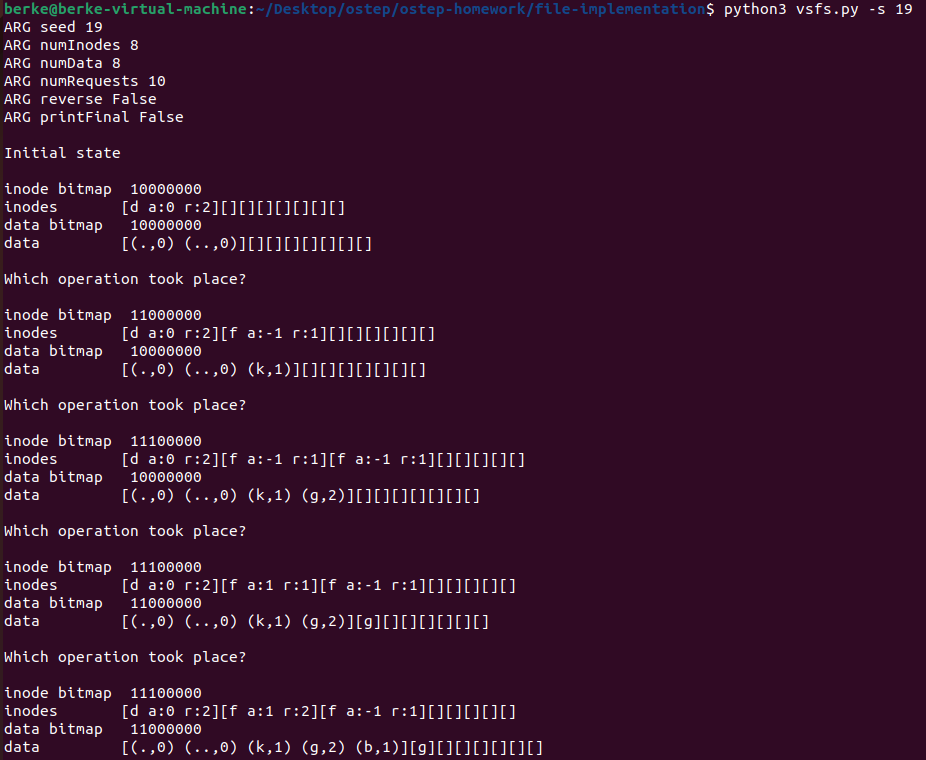 berke@berke-virtual-machine:~/Desktop/ostep/ostep-homework/file-implementation$ python3 vsfs.py -s 19
ARG seed 19
ARG numInodes 8
ARG numData 8
ARG numRequests 10
ARG reverse False
ARG printFinal False

Initial state

inode bitmap  10000000
inodes       [d a:0 r:2][][][][][][][]
data bitmap   10000000
data         [(.,0) (..,0)][][][][][][][]

Which operation took place?

inode bitmap  11000000
inodes       [d a:0 r:2][f a:-1 r:1][][][][][][]
data bitmap   10000000
data         [(.,0) (..,0) (k,1)][][][][][][][]

Which operation took place?

inode bitmap  11100000
inodes       [d a:0 r:2][f a:-1 r:1][f a:-1 r:1][][][][][]
data bitmap   10000000
data         [(.,0) (..,0) (k,1) (g,2)][][][][][][][]

Which operation took place?

inode bitmap  11100000
inodes       [d a:0 r:2][f a:1 r:1][f a:-1 r:1][][][][][]
data bitmap   11000000
data         [(.,0) (..,0) (k,1) (g,2)][g][][][][][][]

Which operation took place?

inode bitmap  11100000
inodes       [d a:0 r:2][f a:1 r:2][f a:-1 r:1][][][][][]
data bitmap   11000000
data         [(.,0) (..,0) (k,1) (g,2) (b,1)][g][][][][][][]